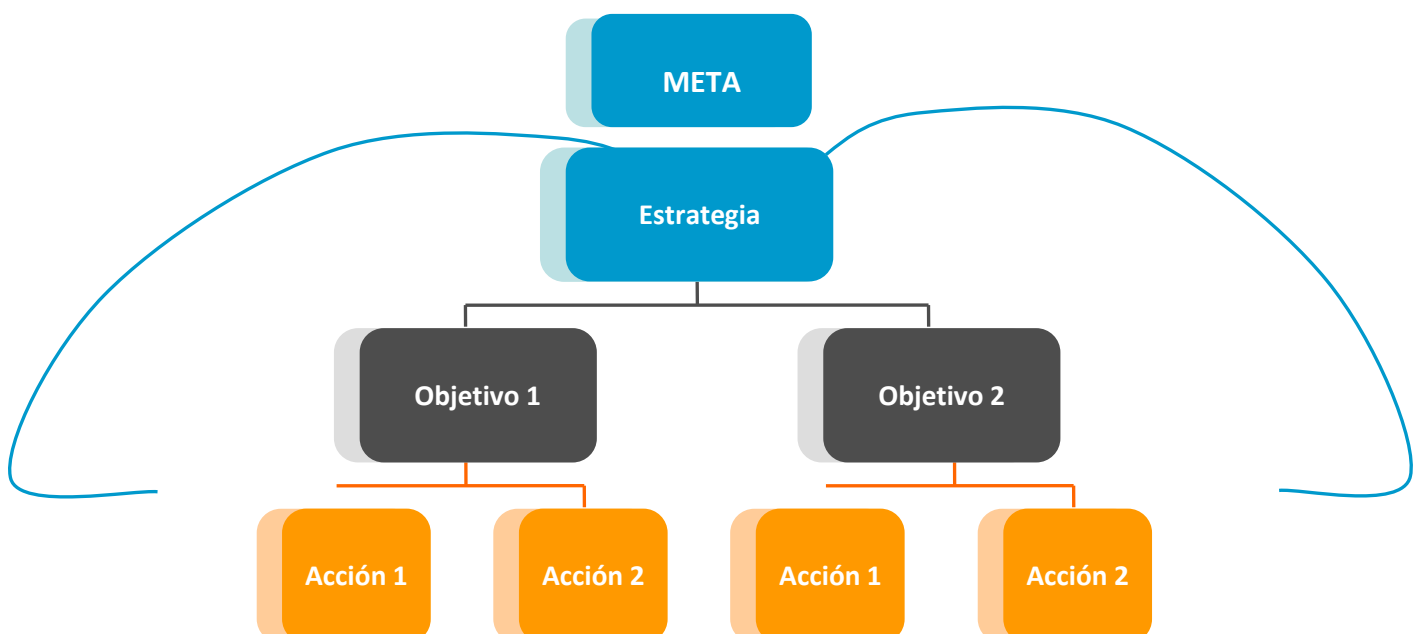 META
Estrategia
Objetivo 1
Objetivo 2
Acción 1
Acción 2
Acción 1
Acción 2